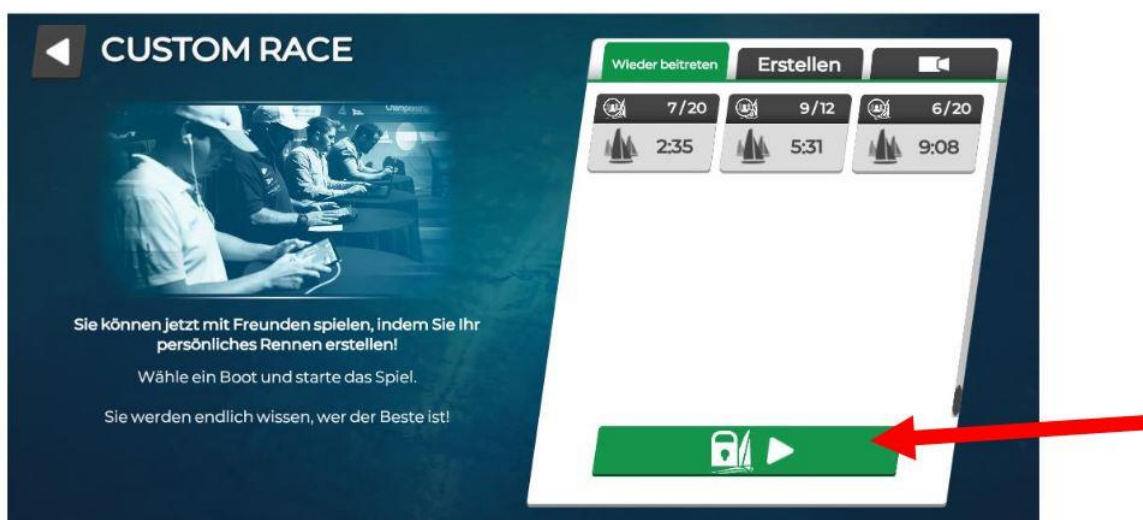 CUSTOM RACE
Sie können jetzt mit Freunden spielen, indem Sie Ihr
persönliches Rennen erstellen!
Wähle ein Boot und starte das Spiel.
Sie werden endlich wissen, wer der Beste ist!
Wieder beitreten
Erstellen
7/20
9/12
6/20
2:35
5:31
9:08